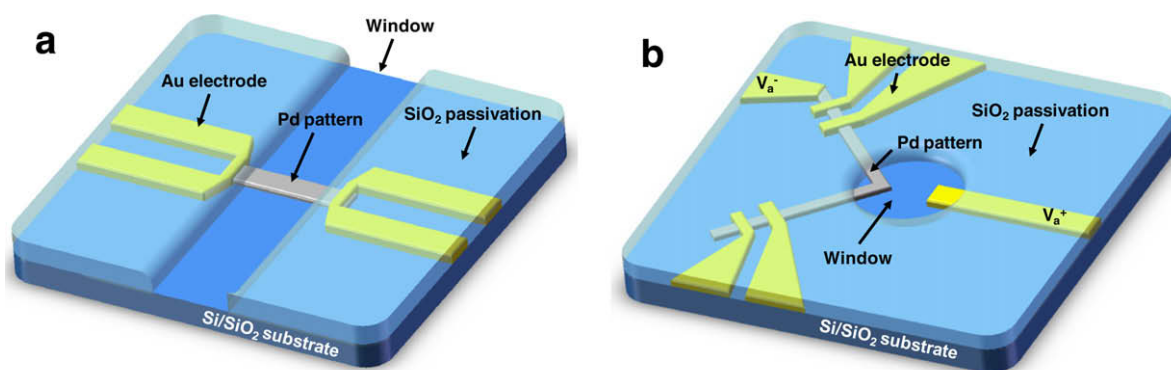 a
Window
Au electrode
Pd pattern
SiO₂ passivation
Si/SiO₂ substrate
b
Vₐ⁻
Au electrode
SiO₂ passivation
Pd pattern
Vₐ⁺
Window
Si/SiO₂ substrate